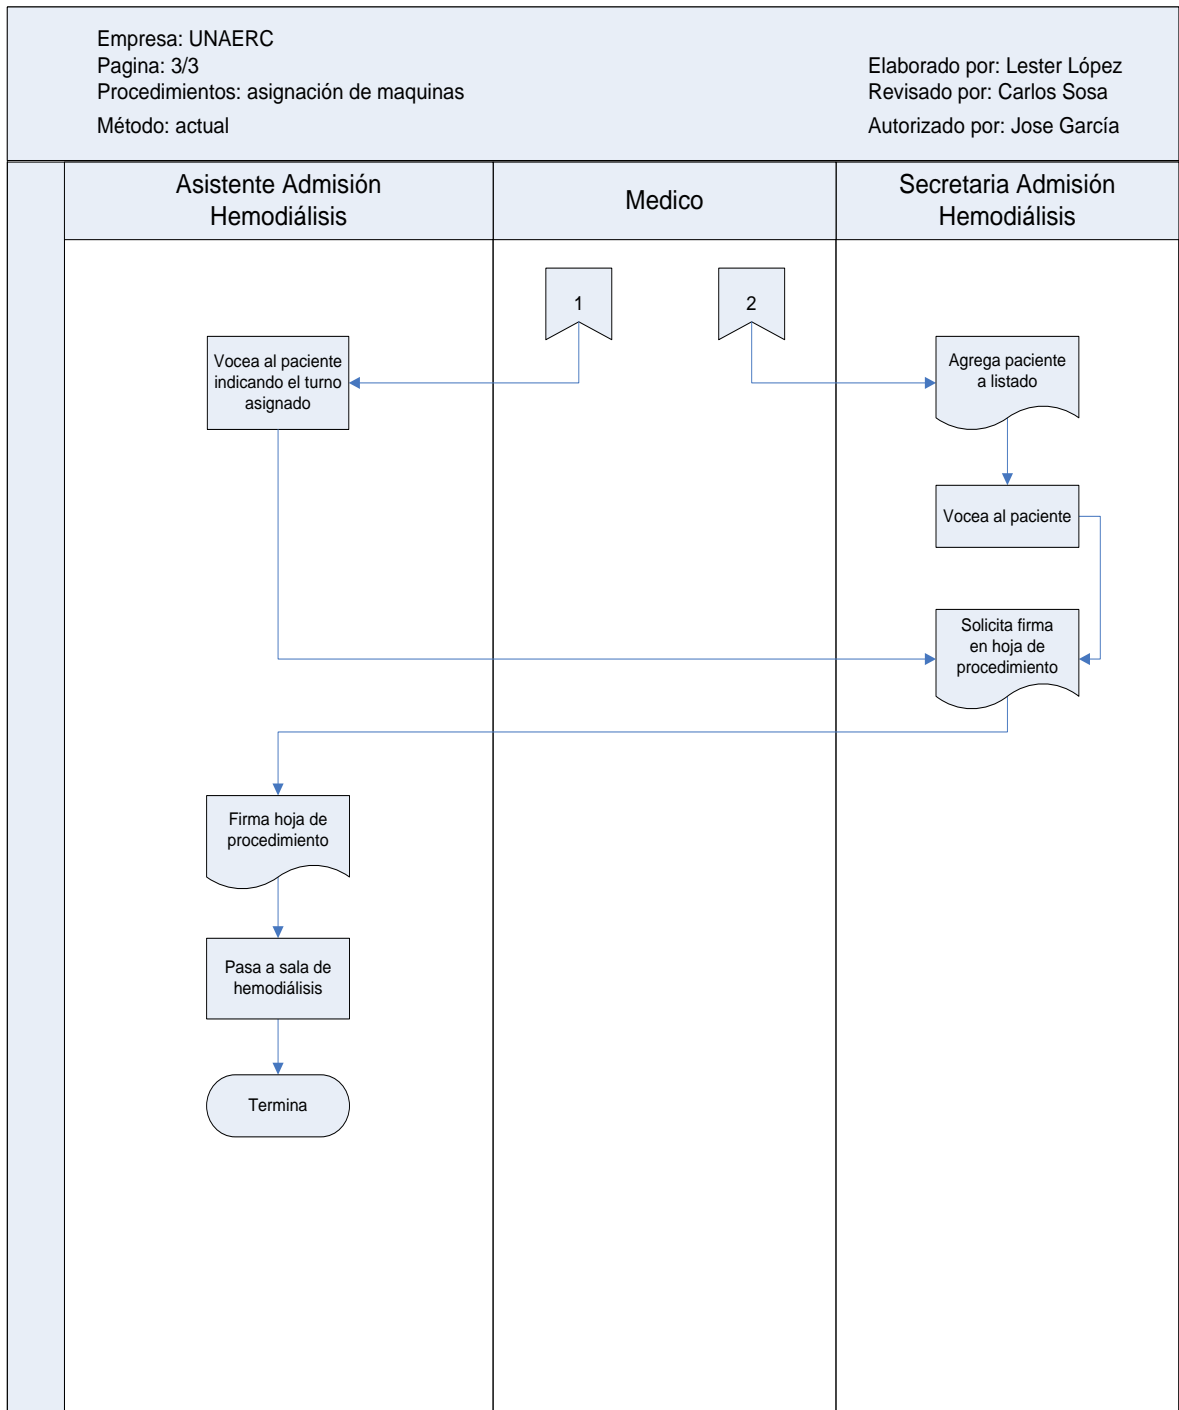 Empresa: UNAERC
Pagina: 3/3
Procedimientos: asignación de maquinas
Método: actual
Elaborado por: Lester López
Revisado por: Carlos Sosa
Autorizado por: Jose García
Asistente Admisión
Hemodiálisis
Medico
Secretaria Admisión
Hemodiálisis
1
2
Vocea al paciente
indicando el turno
asignado
Agrega paciente
a listado
Vocea al paciente
Solicita firma
en hoja de
procedimiento
Firma hoja de
procedimiento
Pasa a sala de
hemodiálisis
Termina